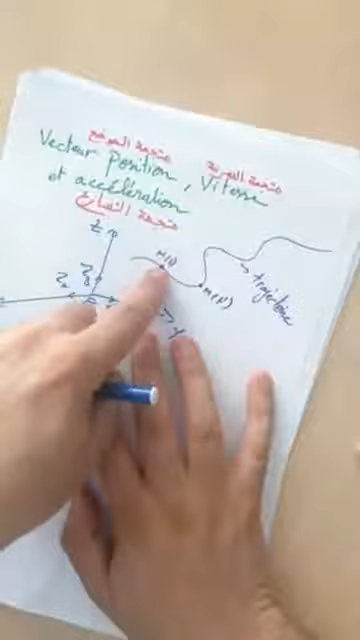 متجهة الموضع
Vecteur Position, Vitesse
متجهة السرعة
et accélération
متجهة التسارع
z
M(t)
trajectoire
y